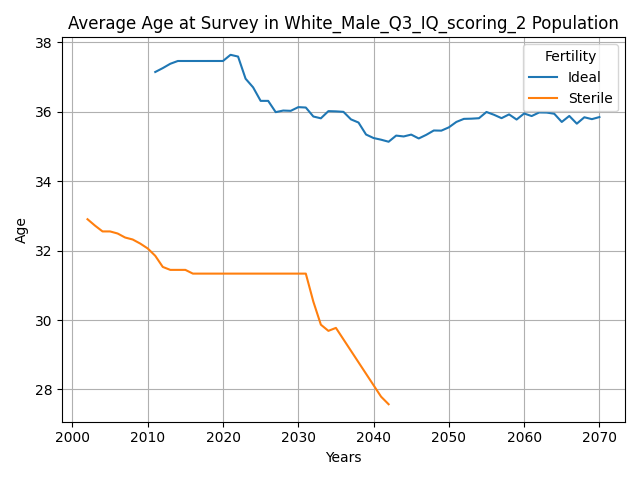 Average Age at Survey in White_Male_Q3_IQ_scoring_2 Population
Fertility
Ideal
Sterile
Age
38
36
34
32
30
28
2000 2010 2020 2030 2040 2050 2060 2070
Years